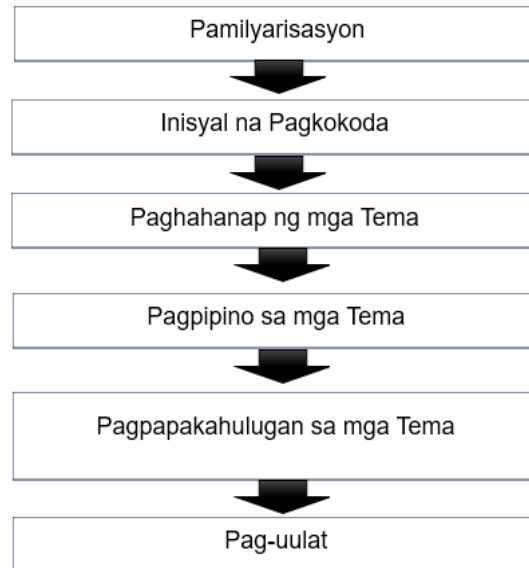 Pamilyarisasyon
Inisyal na Pagkokoda
Paghahanap ng mga Tema
Pagpipino sa mga Tema
Pagpapakahulugan sa mga Tema
Pag-uulat